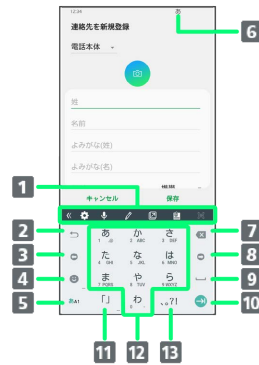 12:34 あ
連絡先を新規登録
電話本体
姓
名前
よみがな(姓)
よみがな(名)
携帯
キャンセル 保存
あ か さ
1 .@ 2 ABC 3 DEF
た な は
4 GHI 5 JKL 6 MNO
ま や ら
7 PQRS 8 TUV 9 WXYZ
あA1 「」 わ 、。?!
1
2
3
4
5
6
7
8
9
10
11 12 13